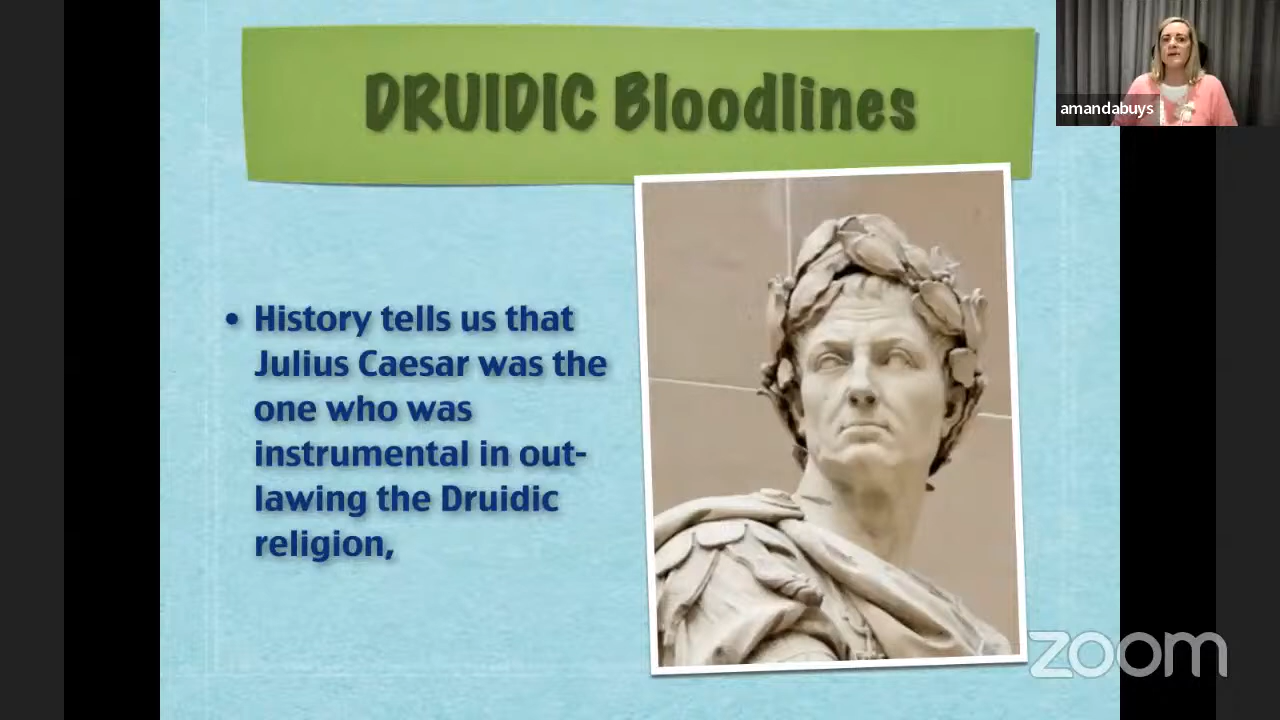 DRUIDIC Bloodlines
amandabuys
• History tells us that
Julius Caesar was the
one who was
instrumental in out-
lawing the Druidic
religion,
zoom